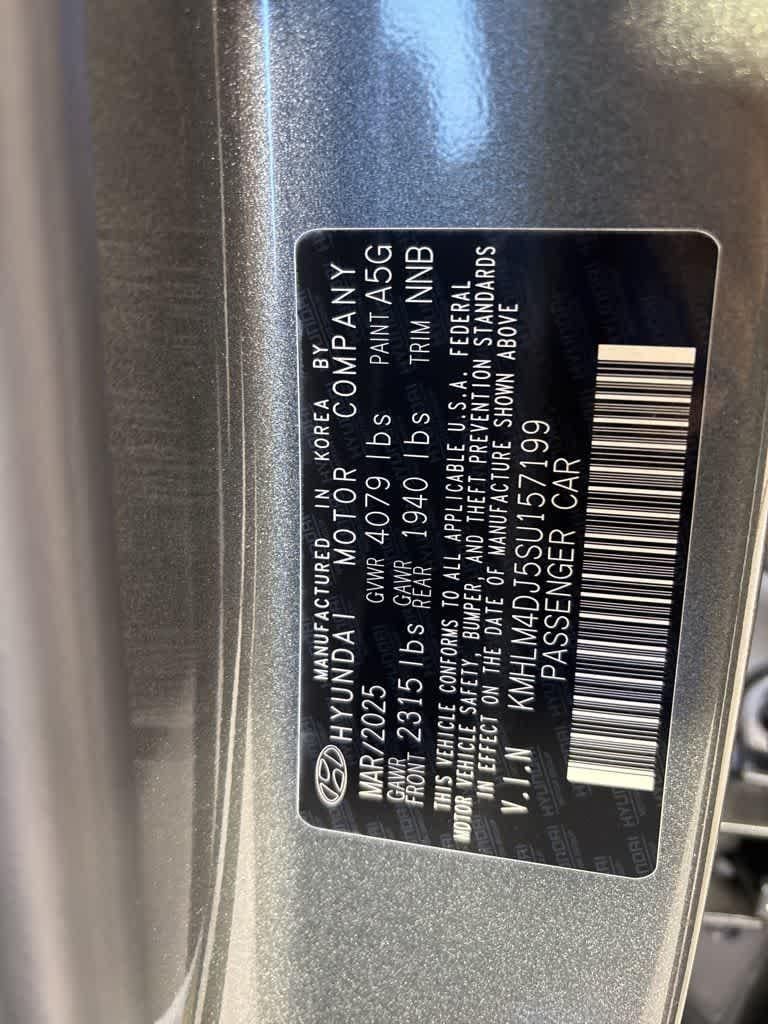 MANUFACTURED IN KOREA BY
HYUNDAI MOTOR COMPANY
MAR/2025 GVWR 4079 lbs PAINT A5G
GAWR FRONT 2315 lbs GAWR REAR 1940 lbs TRIM NNB
THIS VEHICLE CONFORMS TO ALL APPLICABLE U.S.A. FEDERAL
MOTOR VEHICLE SAFETY, BUMPER, AND THEFT PREVENTION STANDARDS
IN EFFECT ON THE DATE OF MANUFACTURE SHOWN ABOVE
V.I.N KMHLM4DJ5SU157199
PASSENGER CAR